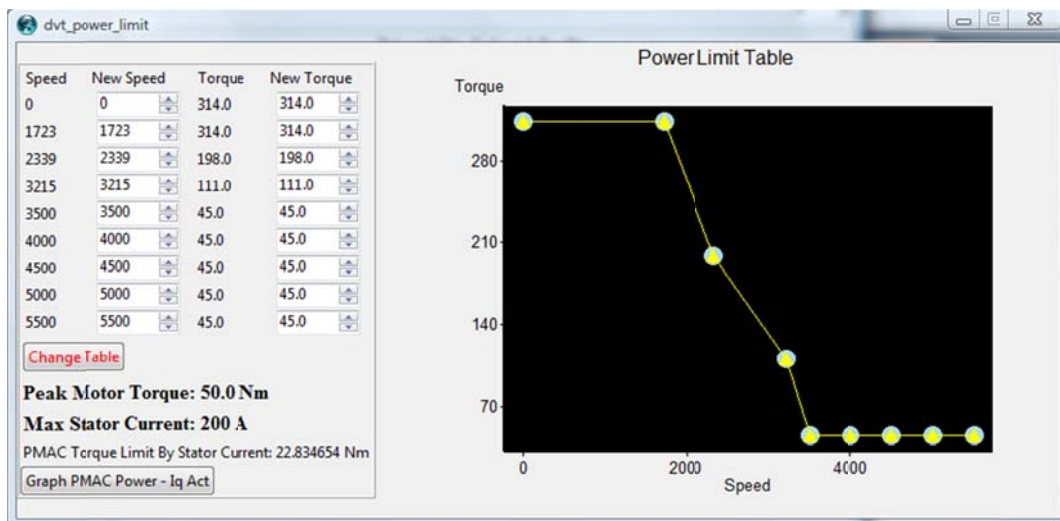 dvt_power_limit
Speed New Speed Torque New Torque
0 0 314.0 314.0
1723 1723 314.0 314.0
2339 2339 198.0 198.0
3215 3215 111.0 111.0
3500 3500 45.0 45.0
4000 4000 45.0 45.0
4500 4500 45.0 45.0
5000 5000 45.0 45.0
5500 5500 45.0 45.0
Change Table
Peak Motor Torque: 50.0 Nm
Max Stator Current: 200 A
PMAC Torque Limit By Stator Current: 22.834654 Nm
Graph PMAC Power - Iq Act
Power Limit Table
Torque
280
210
140
70
0 2000 4000
Speed